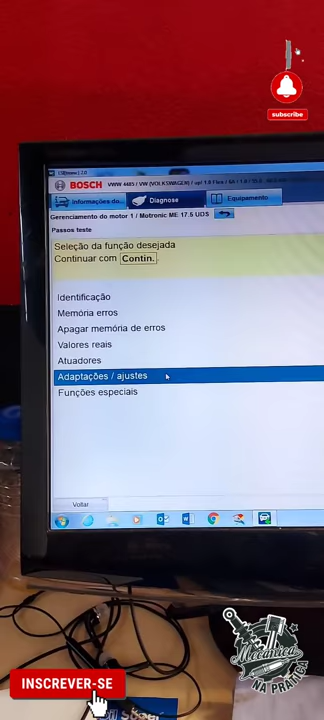 subscribe
BOSCH
Informações do...
Diagnose
Equipamento
Gerenciamento do motor 1 / Motronic ME 17.5 UDS
Passos teste
Seleção da função desejada
Continuar com Contin.
Identificação
Memória erros
Apagar memória de erros
Valores reais
Atuadores
Adaptações / ajustes
Funções especiais
Voltar
Mecânica
NA PRÁTICA
INSCREVER-SE